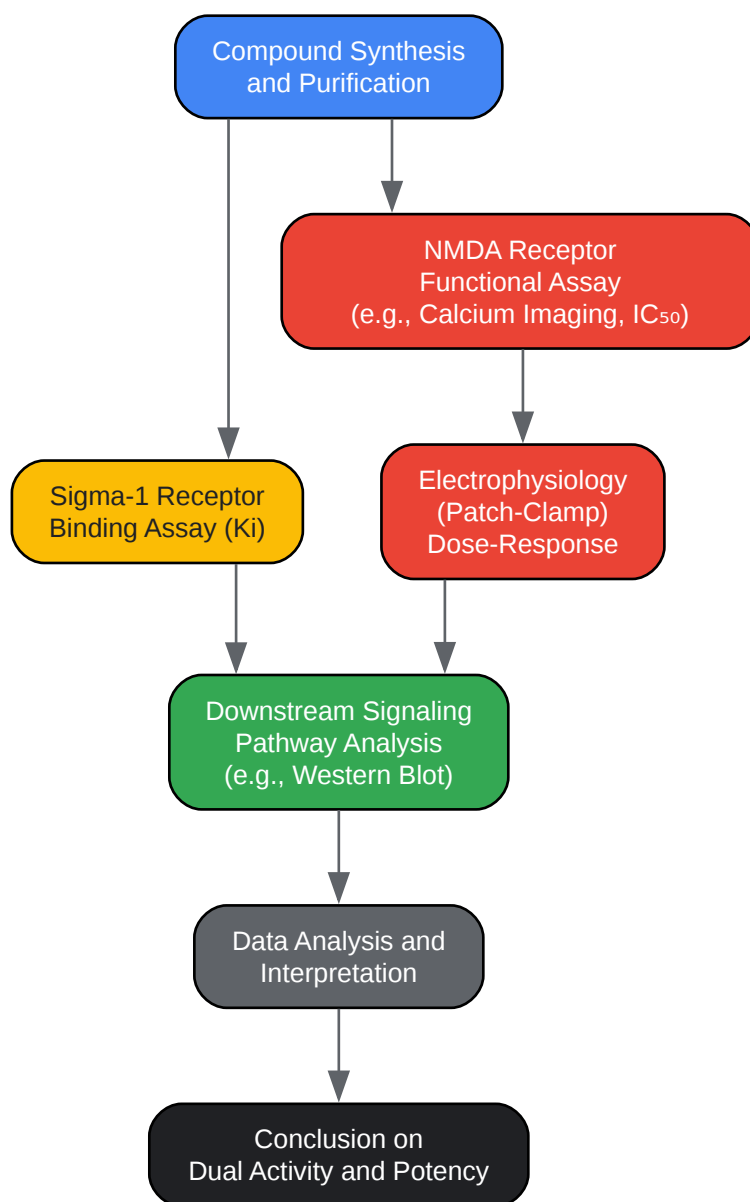 Compound Synthesis
and Purification
NMDA Receptor
Functional Assay
(e.g., Calcium Imaging, IC₅₀)
Sigma-1 Receptor
Binding Assay (Ki)
Electrophysiology
(Patch-Clamp)
Dose-Response
Downstream Signaling
Pathway Analysis
(e.g., Western Blot)
Data Analysis and
Interpretation
Conclusion on
Dual Activity and Potency